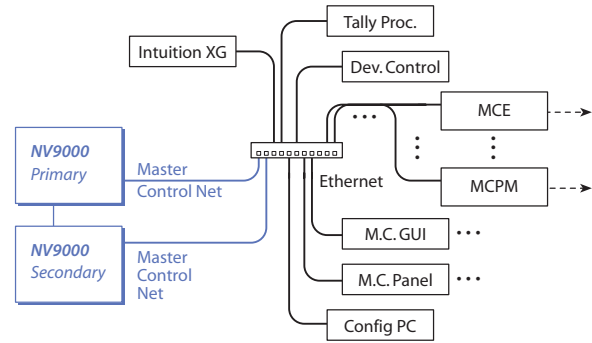 Tally Proc.
Intuition XG
Dev. Control
MCE
NV9000
Primary
Master
Control Net
Ethernet
MCPM
NV9000
Secondary
Master
Control
Net
M.C. GUI
M.C. Panel
Config PC